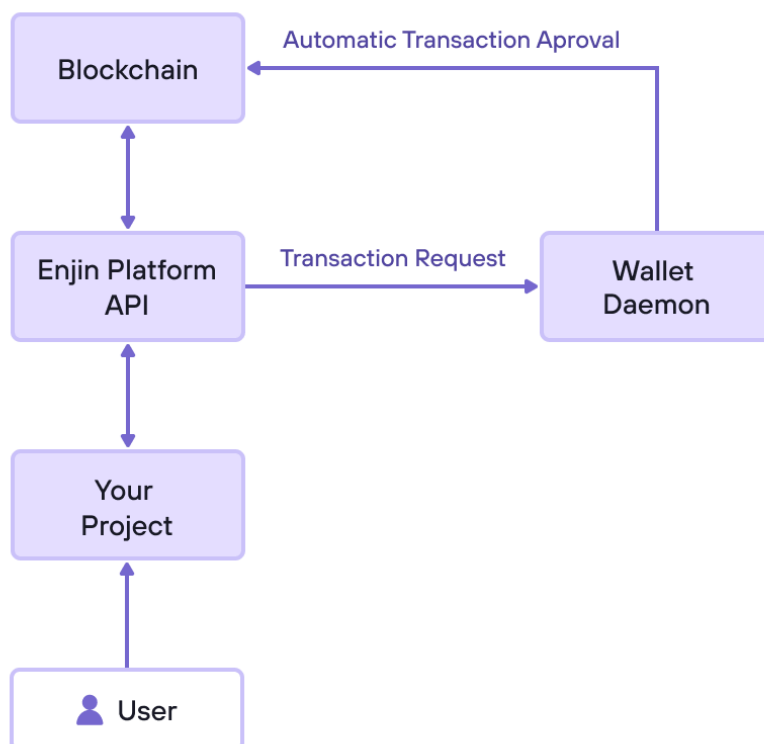 Automatic Transaction Aproval
Blockchain
Enjin Platform
API
Transaction Request
Wallet
Daemon
Your
Project
User